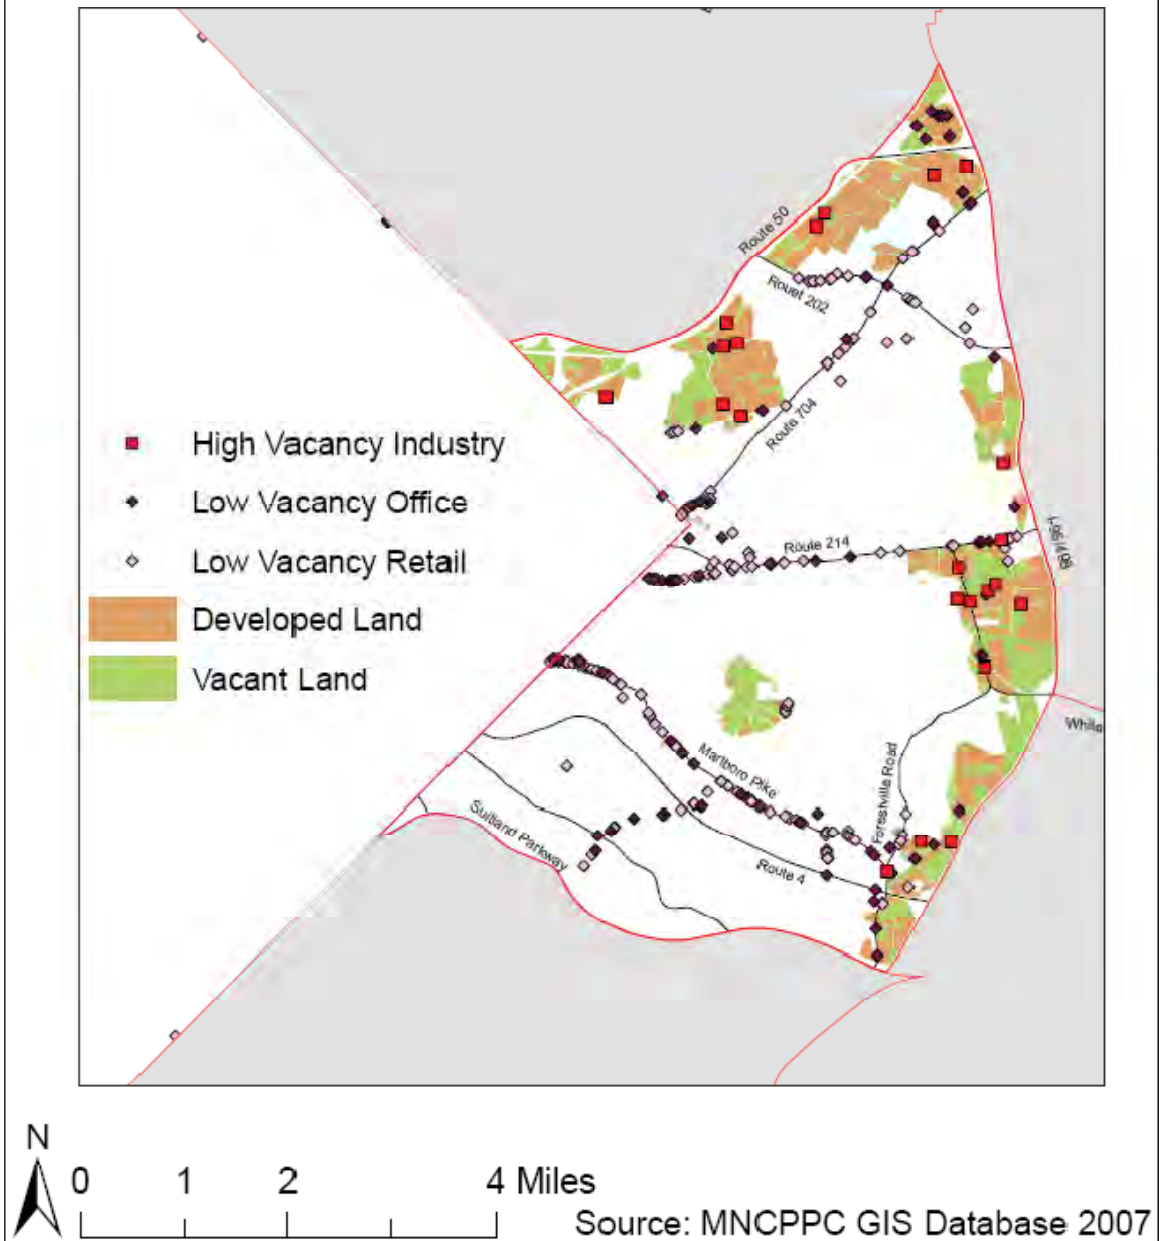 Route 50
Rouet 202
Route 704
High Vacancy Industry
Low Vacancy Office
Low Vacancy Retail
Developed Land
Vacant Land
Route 214
I-95/495
White
Marlboro Pike
Forestville Road
Suitland Parkway
Route 4
N
0 1 2 4 Miles
Source: MNCPPC GIS Database 2007